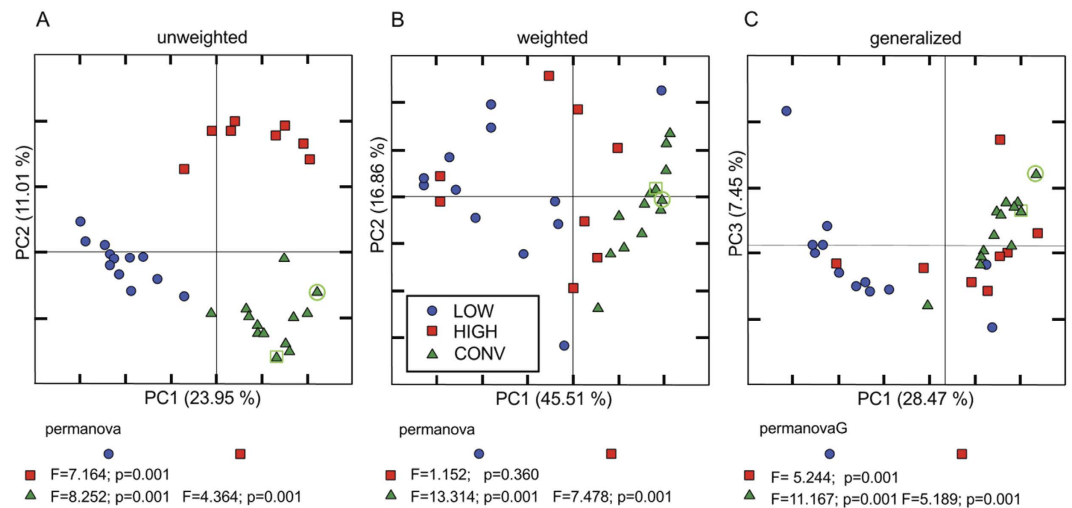 A
unweighted
PC2 (11.01 %)
PC1 (23.95 %)
B
weighted
PC2 (16.86 %)
LOW
HIGH
CONV
PC1 (45.51 %)
C
generalized
PC3 (7.45 %)
PC1 (28.47 %)
permanova
F=7.164; p=0.001
F=8.252; p=0.001 F=4.364; p=0.001
permanova
F=1.152; p=0.360
F=13.314; p=0.001 F=7.478; p=0.001
permanovaG
F= 5.244; p=0.001
F=11.167; p=0.001 F=5.189; p=0.001